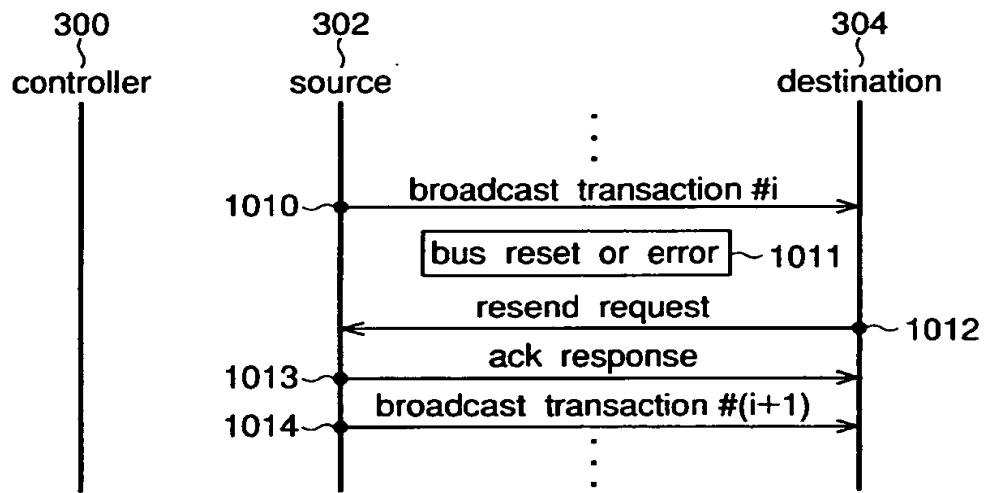 300 302 304
controller source destination
broadcast transaction #i
1010
bus reset or error 1011
resend request
1012
ack response
1013
broadcast transaction #(i+1)
1014